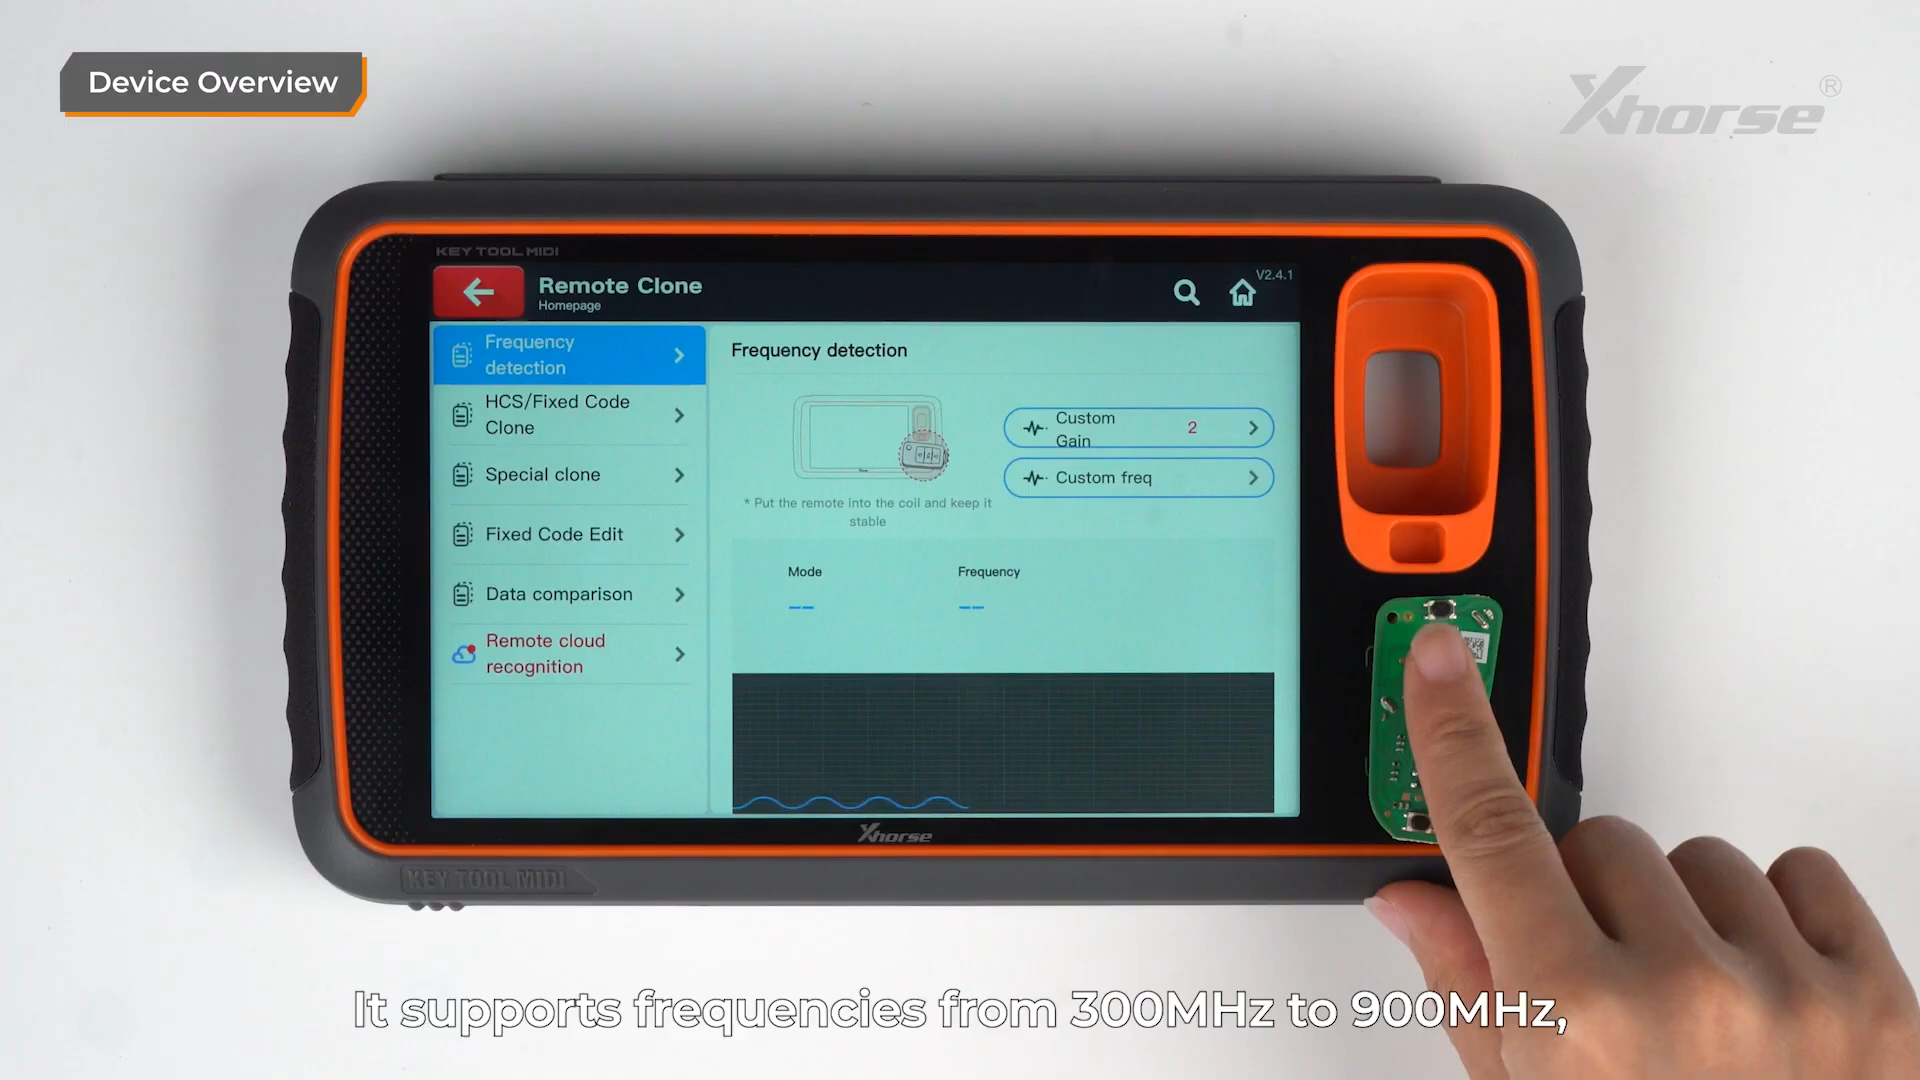 Device Overview
Xhorse®
KEY TOOL MIDI
Remote Clone
Homepage
V2.4.1
Frequency
detection
HCS/Fixed Code
Clone
Special clone
Fixed Code Edit
Data comparison
Remote cloud
recognition
Frequency detection
* Put the remote into the coil and keep it
stable
Custom
Gain
2
Custom freq
Mode
Frequency
--
--
Xhorse
KEY TOOL MIDI
It supports frequencies from 300MHz to 900MHz,